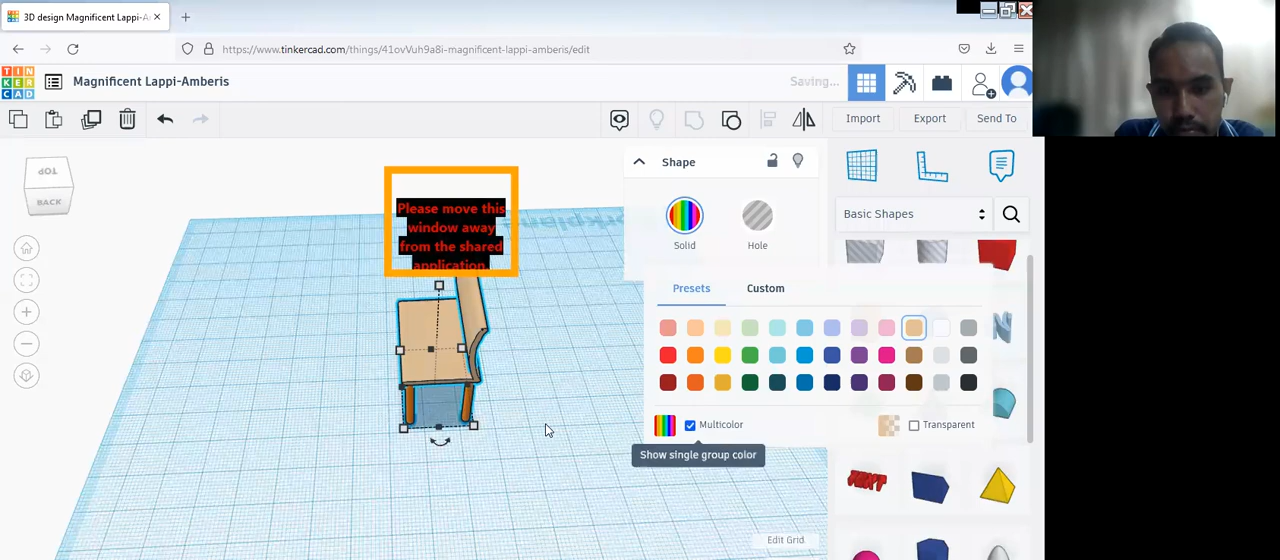 3D design Magnificent Lappi-A
https://www.tinkercad.com/things/41ovVuh9a8i-magnificent-lappi-amberis/edit
TIN
KER
CAD
Magnificent Lappi-Amberis
Saving...
Import
Export
Send To
TOP
BACK
Please move this
window away
from the shared
application.
Workplane
Shape
Solid
Hole
Basic Shapes
Presets
Custom
Multicolor
Transparent
Show single group color
TEXT
Edit Grid